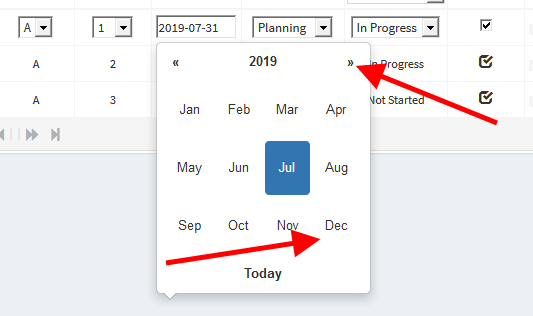 A 1 2019-07-31 Planning In Progress
« 2019 »
A 2 In Progress
A 3 Not Started
Jan Feb Mar Apr
May Jun Jul Aug
Sep Oct Nov Dec
Today